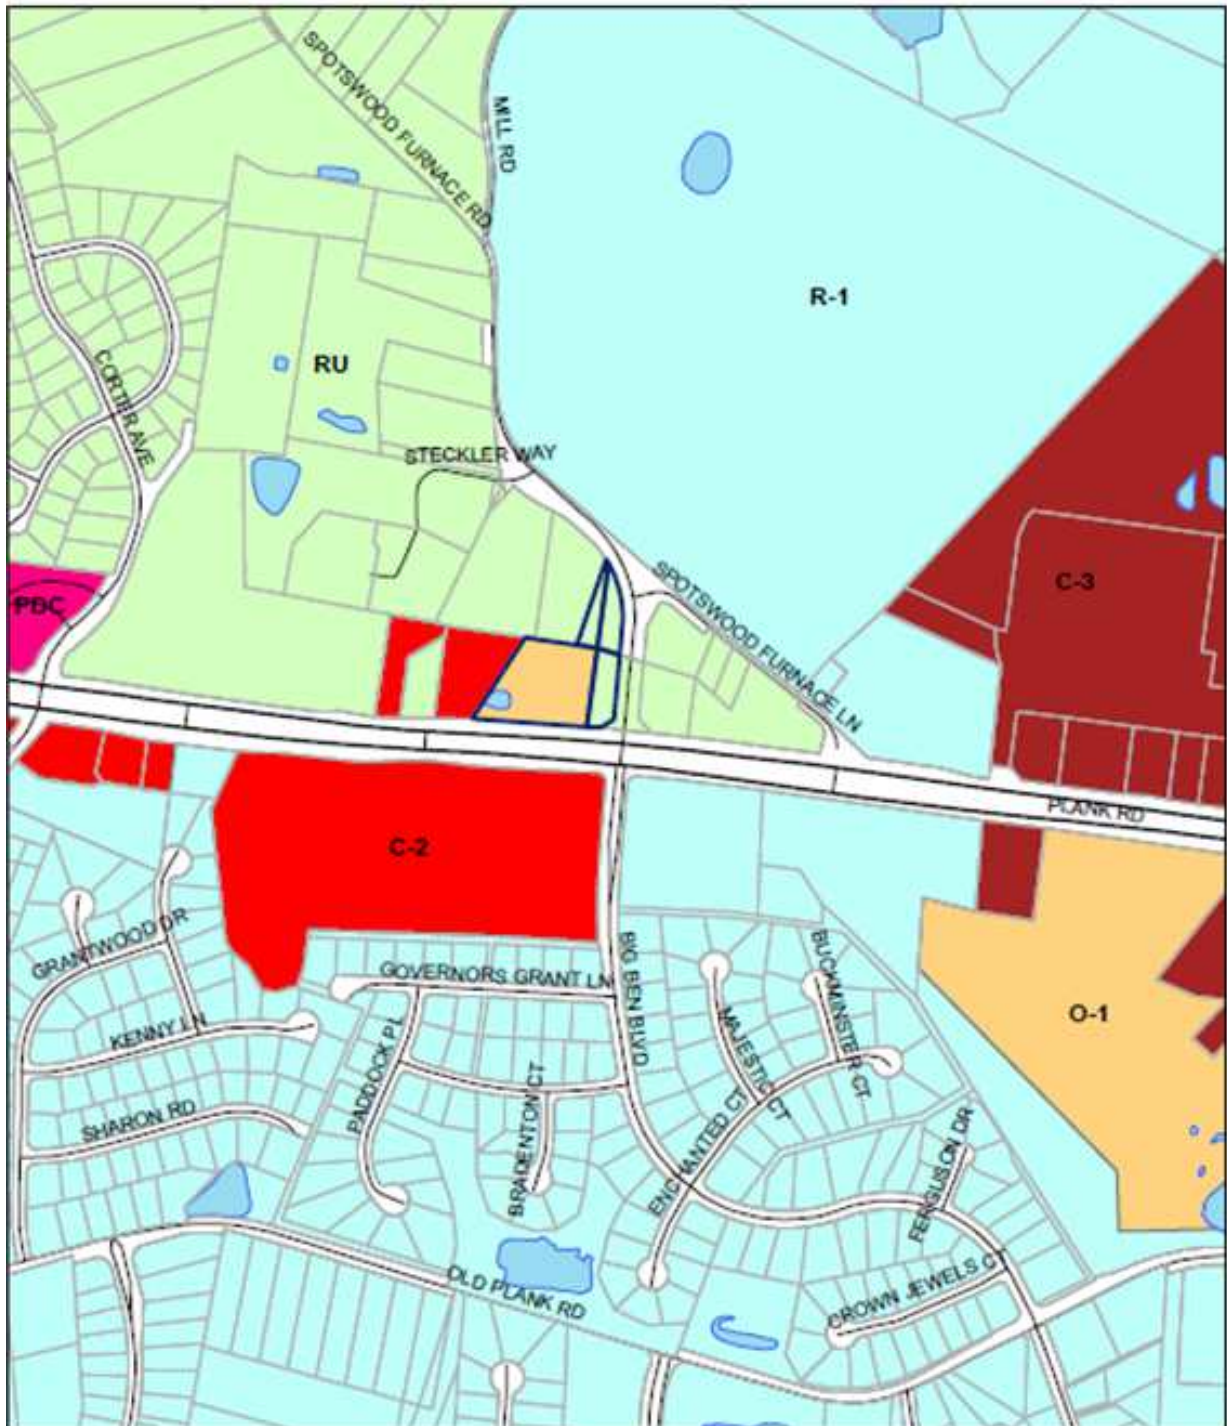 SPOTSWOOD FURNACE RD
MILL RD
R-1
RU
CORTER AVE
STECKLER WAY
SPOTSWOOD FURNACE LN
C-3
PDC
PLANK RD
C-2
GRANTWOOD DR
GOVERNORS GRANT LN
BIG BEN BLVD
BUCKMINSTER CT
KENNY LN
PADDOCK PL
MAJESTIC CT
O-1
SHARON RD
BRADENTON CT
ENCHANTED CT
FERGUSON DR
OLD PLANK RD
CROWN JEWELS CT